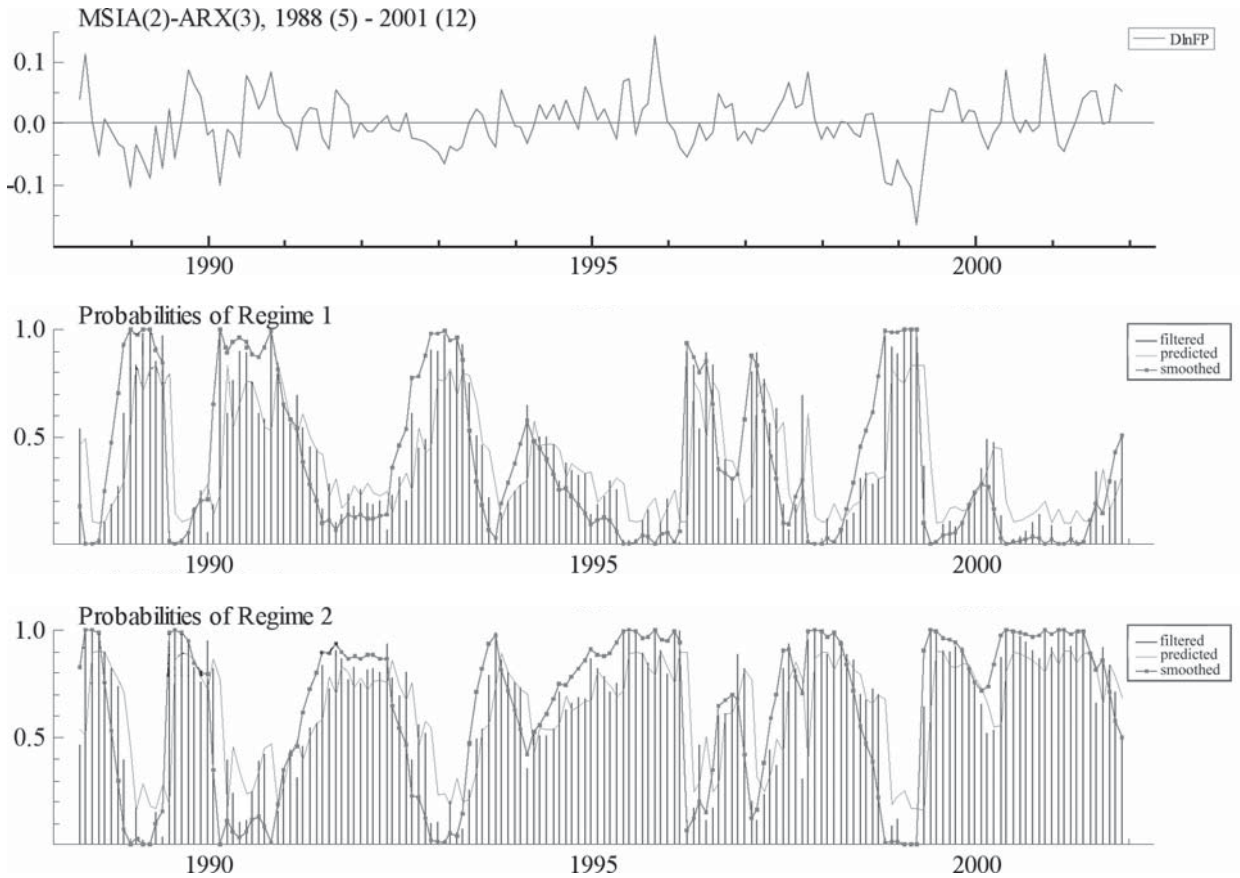 MSIA(2)-ARX(3), 1988 (5) - 2001 (12)
DlnFP
0.1
0.0
-0.1
1990
1995
2000
Probabilities of Regime 1
1.0
0.5
filtered
predicted
smoothed
1990
1995
2000
Probabilities of Regime 2
1.0
0.5
filtered
predicted
smoothed
1990
1995
2000